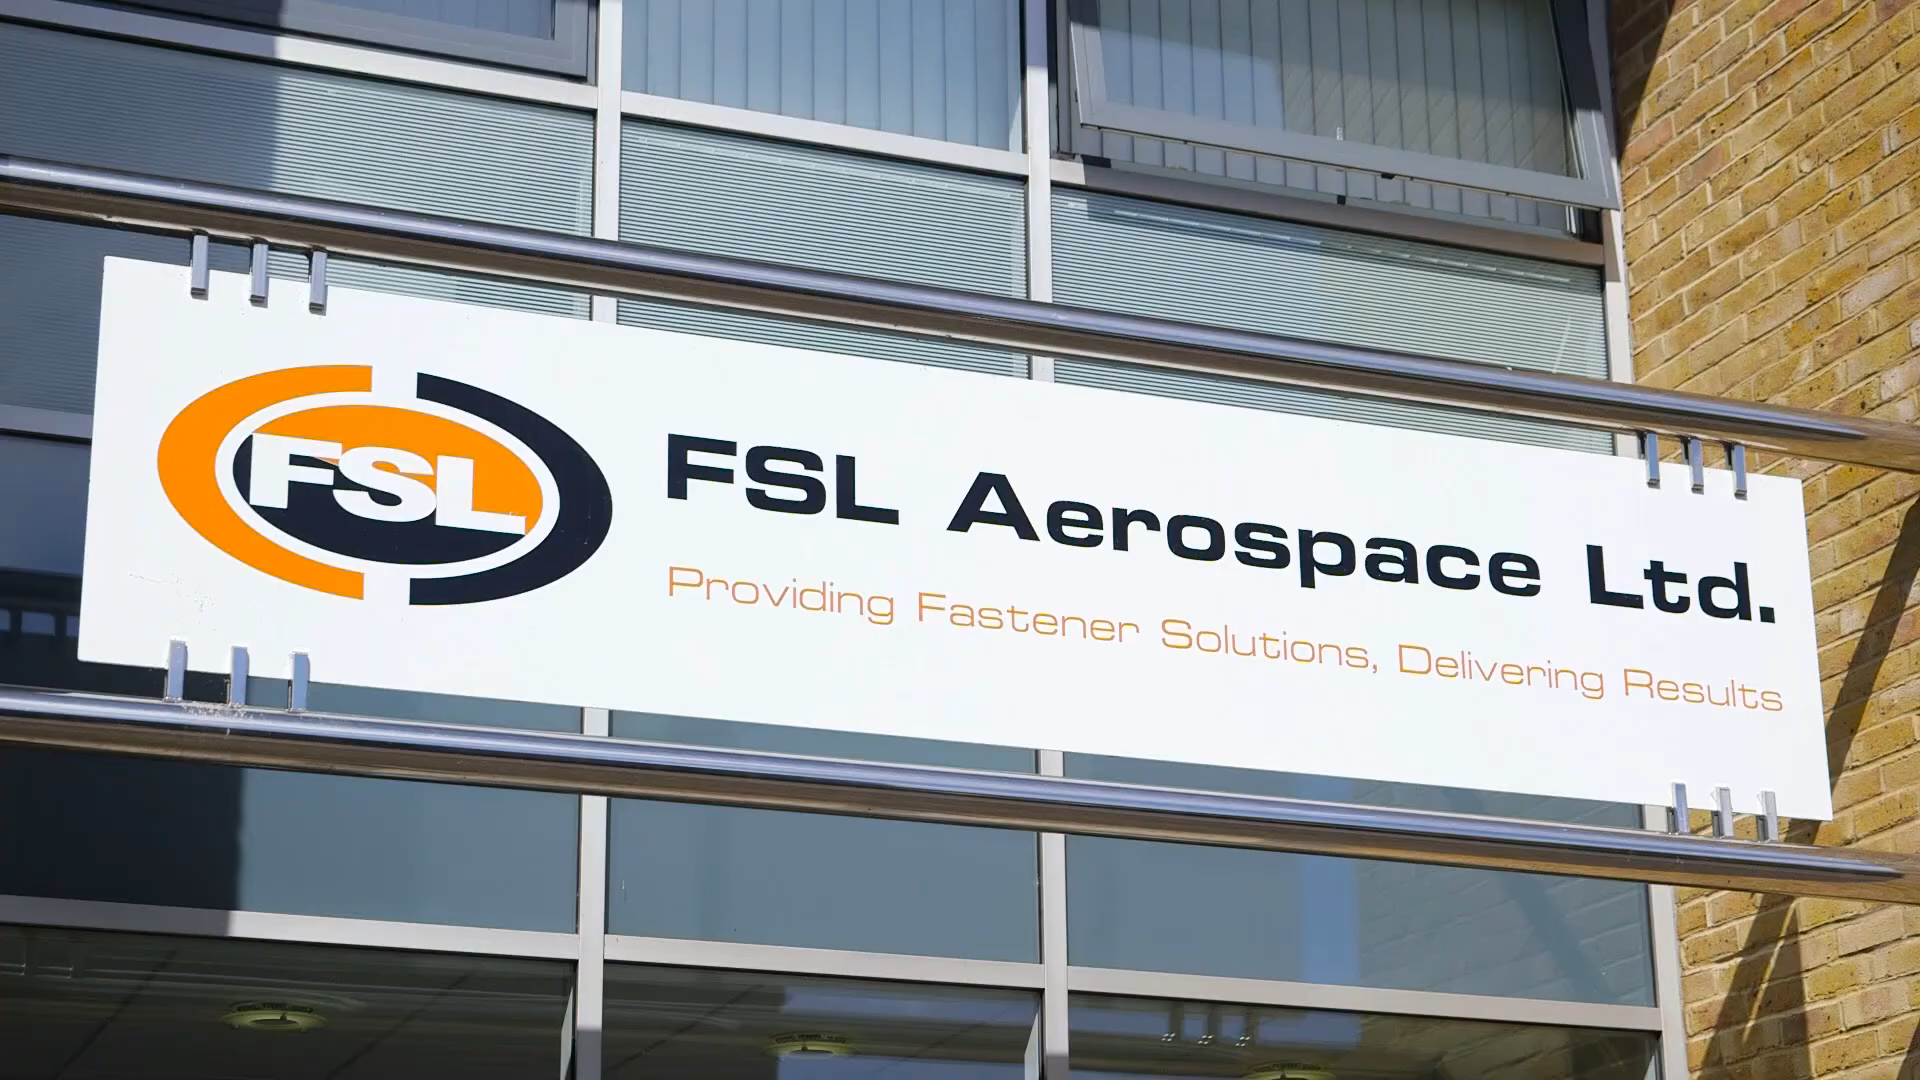 FSL
FSL Aerospace Ltd.
Providing Fastener Solutions, Delivering Results